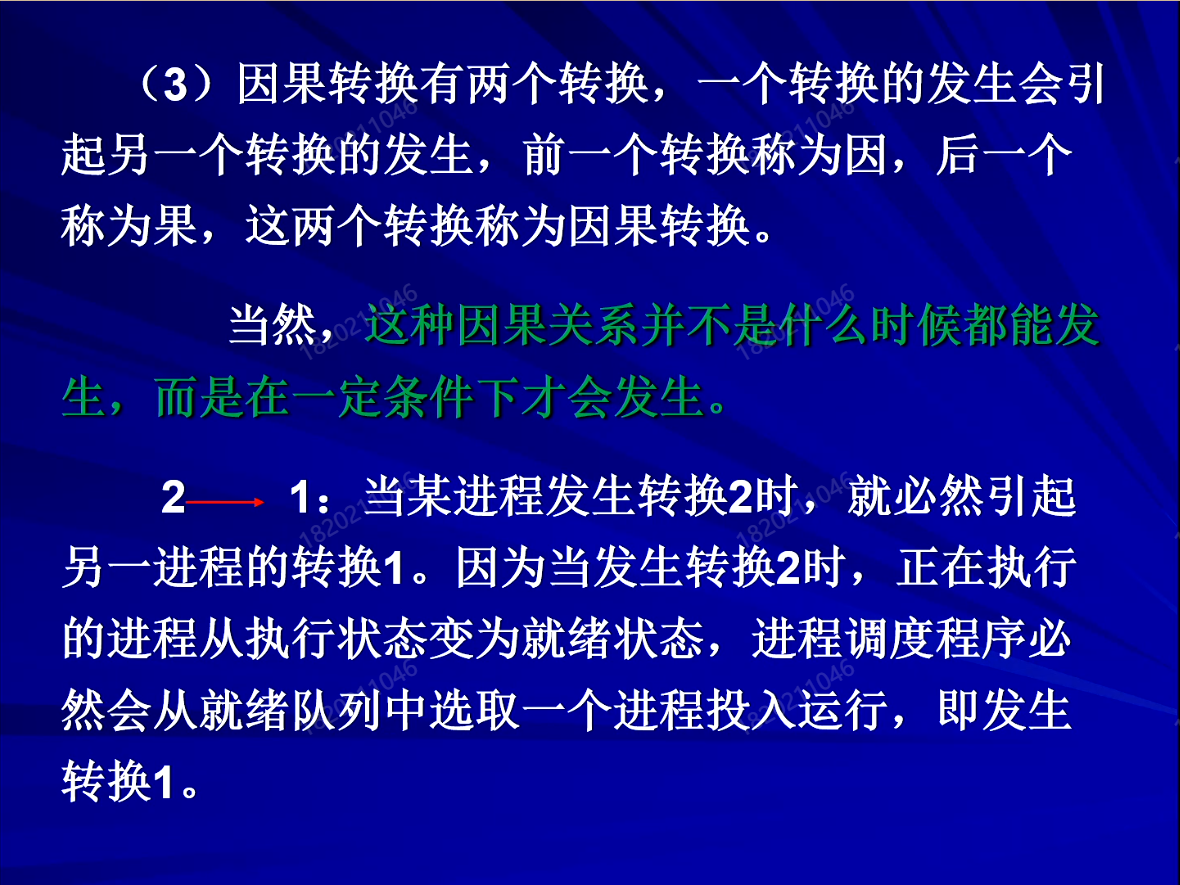 （3）因果转换有两个转换，一个转换的发生会引
起另一个转换的发生，前一个转换称为因，后一个
称为果，这两个转换称为因果转换。
当然，这种因果关系并不是什么时候都能发
生，而是在一定条件下才会发生。
2 → 1：当某进程发生转换2时，就必然引起
另一进程的转换1。因为当发生转换2时，正在执行
的进程从执行状态变为就绪状态，进程调度程序必
然会从就绪队列中选取一个进程投入运行，即发生
转换1。
1820211046
1820211046
1820211046
1820211046
1820211046
1820211046
1820211046
1820211046